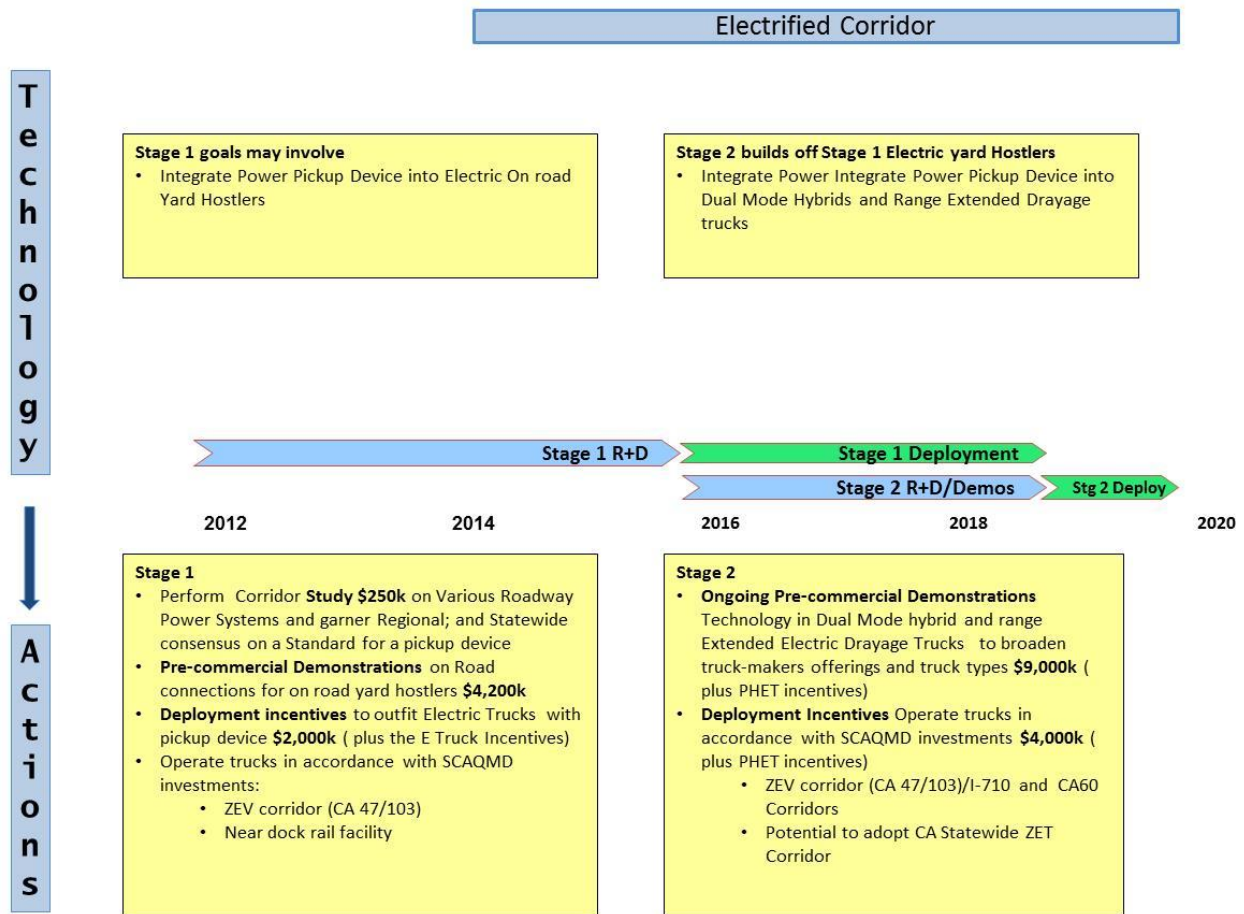 Electrified Corridor
Technology
Stage 1 goals may involve
• Integrate Power Pickup Device into Electric On road
Yard Hostlers
Stage 2 builds off Stage 1 Electric yard Hostlers
• Integrate Power Integrate Power Pickup Device into
Dual Mode Hybrids and Range Extended Drayage
trucks
Stage 1 R+D
Stage 1 Deployment
Stage 2 R+D/Demos
Stg 2 Deploy
2012 2014 2016 2018 2020
Actions
Stage 1
• Perform Corridor Study $250k on Various Roadway
Power Systems and garner Regional; and Statewide
consensus on a Standard for a pickup device
• Pre-commercial Demonstrations on Road
connections for on road yard hostlers $4,200k
• Deployment incentives to outfit Electric Trucks with
pickup device $2,000k ( plus the E Truck Incentives)
• Operate trucks in accordance with SCAQMD
investments:
• ZEV corridor (CA 47/103)
• Near dock rail facility
Stage 2
• Ongoing Pre-commercial Demonstrations
Technology in Dual Mode hybrid and range
Extended Electric Drayage Trucks to broaden
truck-makers offerings and truck types $9,000k (
plus PHET incentives)
• Deployment Incentives Operate trucks in
accordance with SCAQMD investments $4,000k (
plus PHET incentives)
• ZEV corridor (CA 47/103)/I-710 and CA60
Corridors
• Potential to adopt CA Statewide ZET
Corridor